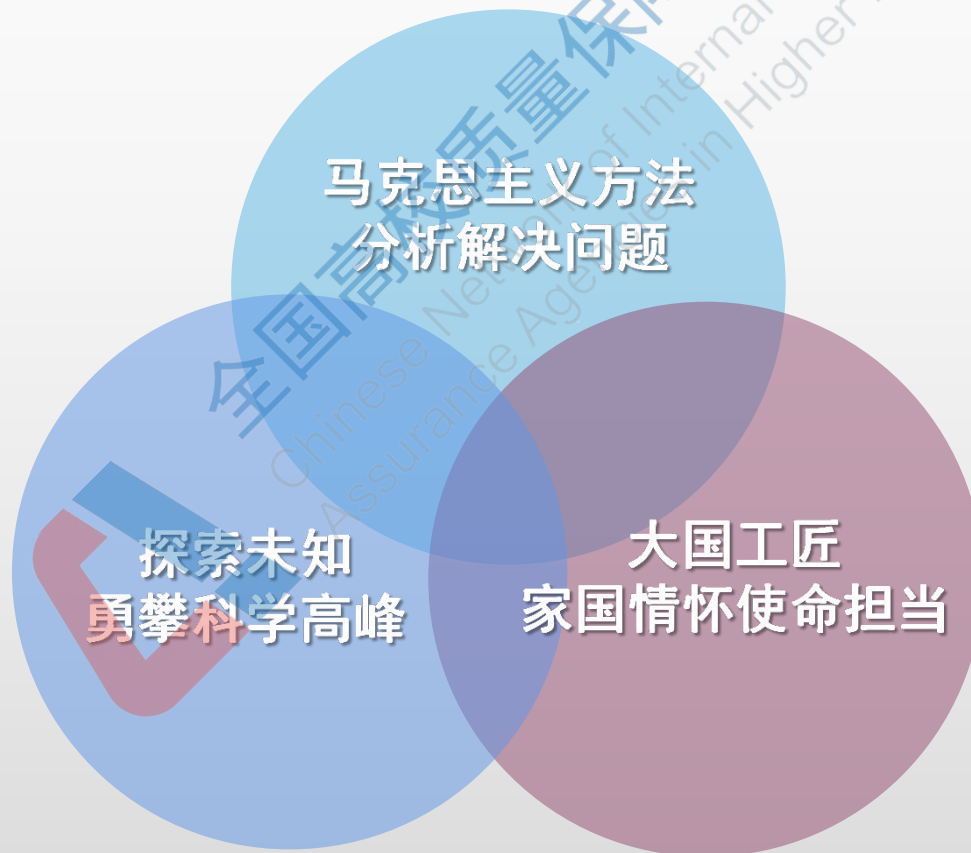 马克思主义方法
分析解决问题
探索未知
勇攀科学高峰
大国工匠
家国情怀使命担当
全国高校质量保
Chinese Network of Internal
Assurance Agencies in Higher